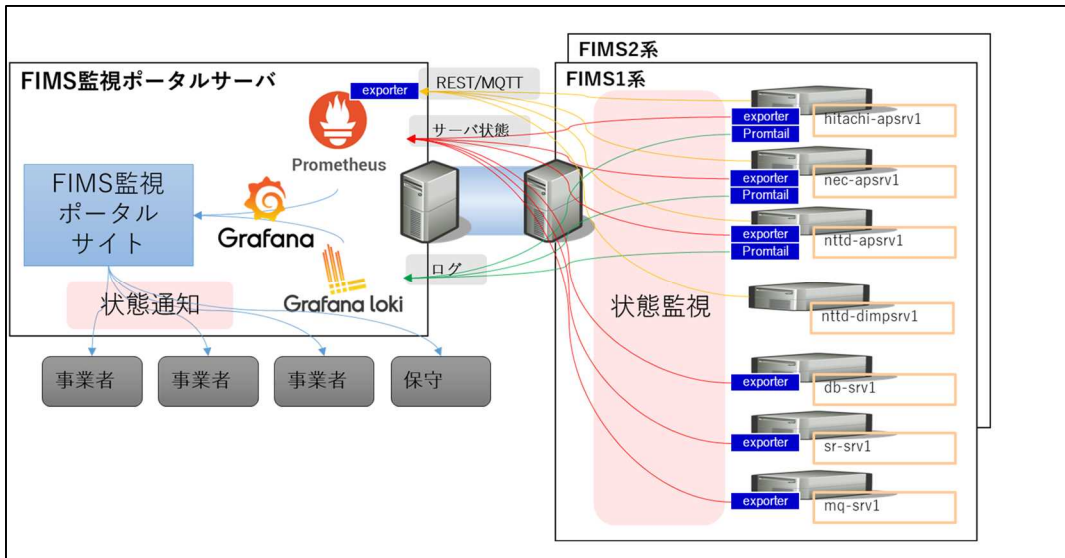 FIMS2系
FIMS1系
FIMS監視ポータルサーバ
exporter
REST/MQTT
サーバ状態
Prometheus
FIMS監視
ポータル
サイト
Grafana
Grafana loki
ログ
状態通知
事業者
事業者
事業者
保守
状態監視
exporter
Promtail
hitachi-apsrv1
exporter
Promtail
nec-apsrv1
exporter
Promtail
nttd-apsrv1
nttd-dimpsrv1
exporter
db-srv1
exporter
sr-srv1
exporter
mq-srv1